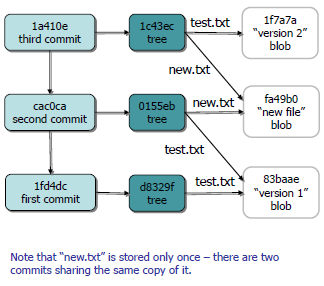 1a410e
third commit
1c43ec
tree
test.txt
1f7a7a
“version 2”
blob
new.txt
cac0ca
second commit
0155eb
tree
new.txt
fa49b0
“new file”
blob
test.txt
1fd4dc
first commit
d8329f
tree
test.txt
83baae
“version 1”
blob
Note that “new.txt” is stored only once – there are two
commits sharing the same copy of it.